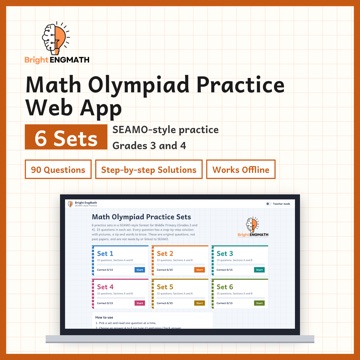 Bright ENGMATH
Math Olympiad Practice
Web App
6 Sets
SEAMO-style practice
Grades 3 and 4
90 Questions
Step-by-step Solutions
Works Offline
Math Olympiad Practice Sets
Set 1
Set 2
Set 3
Set 4
Set 5
Set 6
How to use